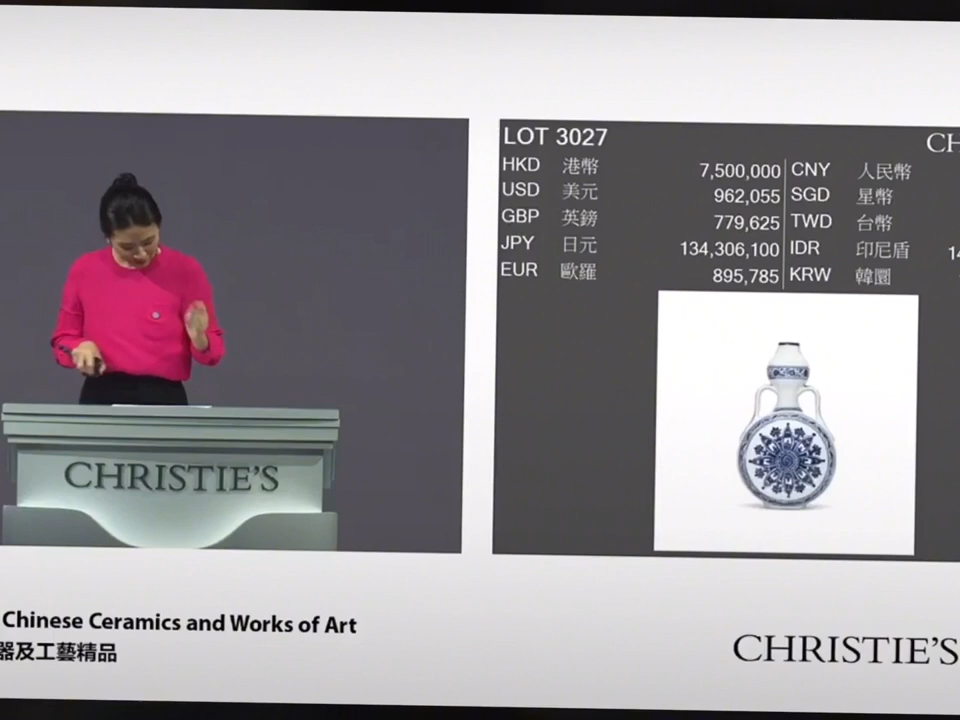 CHRISTIE'S
LOT 3027
CH
HKD 港幣 7,500,000 CNY 人民幣
USD 美元 962,055 SGD 星幣
GBP 英鎊 779,625 TWD 台幣
JPY 日元 134,306,100 IDR 印尼盾 14
EUR 歐羅 895,785 KRW 韓圜
Chinese Ceramics and Works of Art
器及工藝精品
CHRISTIE'S